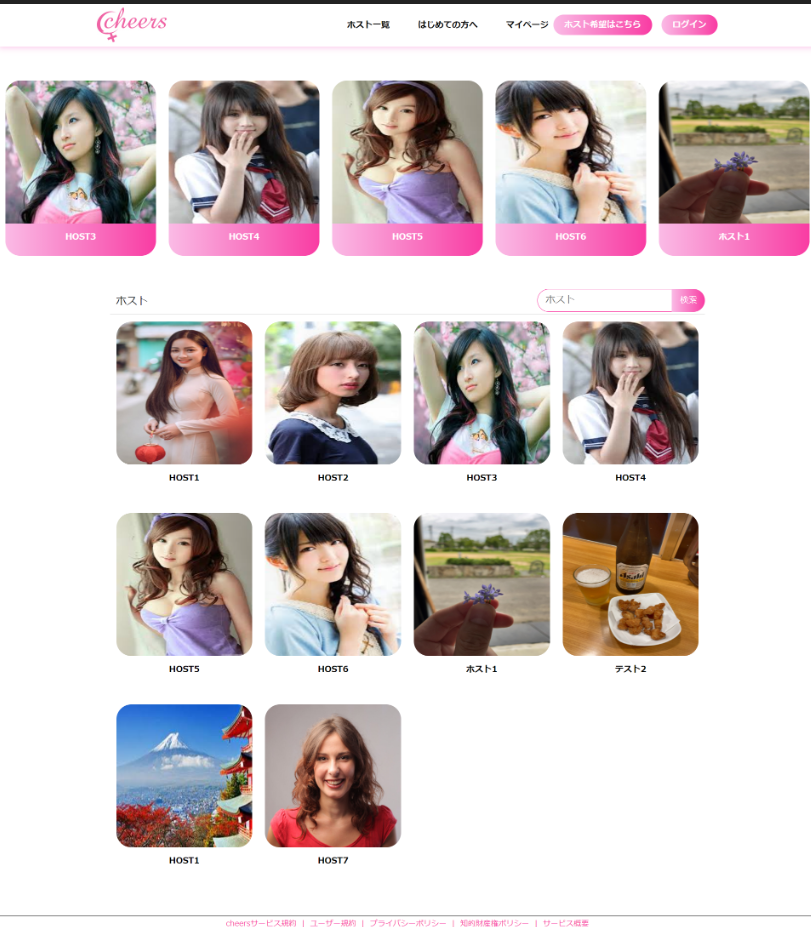 cheers
ホスト一覧 はじめての方へ マイページ ホスト希望はこちら ログイン
HOST3 HOST4 HOST5 HOST6 ホスト1
ホスト ホスト 検索
HOST1 HOST2 HOST3 HOST4
Asahi
HOST5 HOST6 ホスト1 テスト2
HOST1 HOST7
cheersサービス規約 | ユーザー規約 | プライバシーポリシー | 知的財産権ポリシー | サービス概要